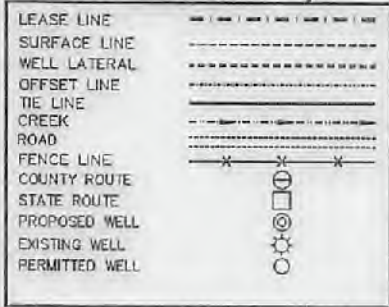 LEASE LINE
SURFACE LINE
WELL LATERAL
OFFSET LINE
TIE LINE
CREEK
ROAD
FENCE LINE
COUNTY ROUTE
STATE ROUTE
PROPOSED WELL
EXISTING WELL
PERMITTED WELL